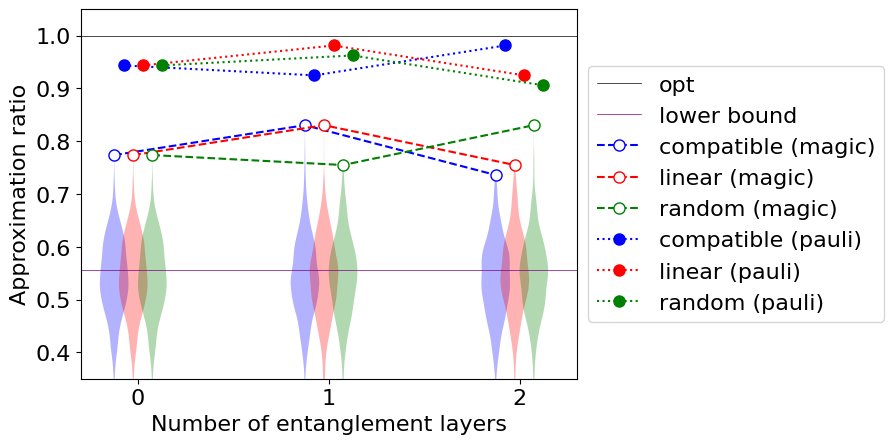 1.0
0.9
0.8
0.7
0.6
0.5
0.4
Approximation ratio
0 1 2
Number of entanglement layers
opt
lower bound
compatible (magic)
linear (magic)
random (magic)
compatible (pauli)
linear (pauli)
random (pauli)